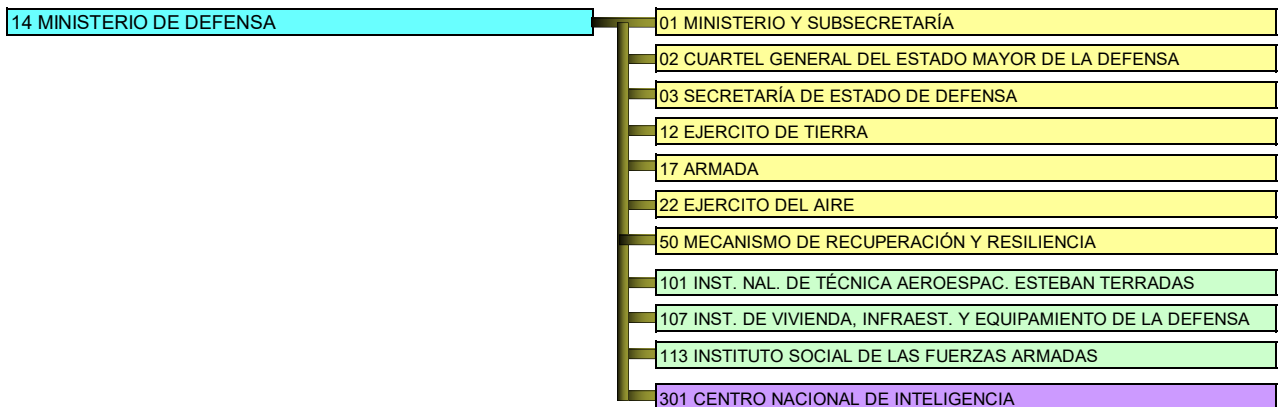 14 MINISTERIO DE DEFENSA
01 MINISTERIO Y SUBSECRETARÍA
02 CUARTEL GENERAL DEL ESTADO MAYOR DE LA DEFENSA
03 SECRETARÍA DE ESTADO DE DEFENSA
12 EJERCITO DE TIERRA
17 ARMADA
22 EJERCITO DEL AIRE
50 MECANISMO DE RECUPERACIÓN Y RESILIENCIA
101 INST. NAL. DE TÉCNICA AEROESPAC. ESTEBAN TERRADAS
107 INST. DE VIVIENDA, INFRAEST. Y EQUIPAMIENTO DE LA DEFENSA
113 INSTITUTO SOCIAL DE LAS FUERZAS ARMADAS
301 CENTRO NACIONAL DE INTELIGENCIA